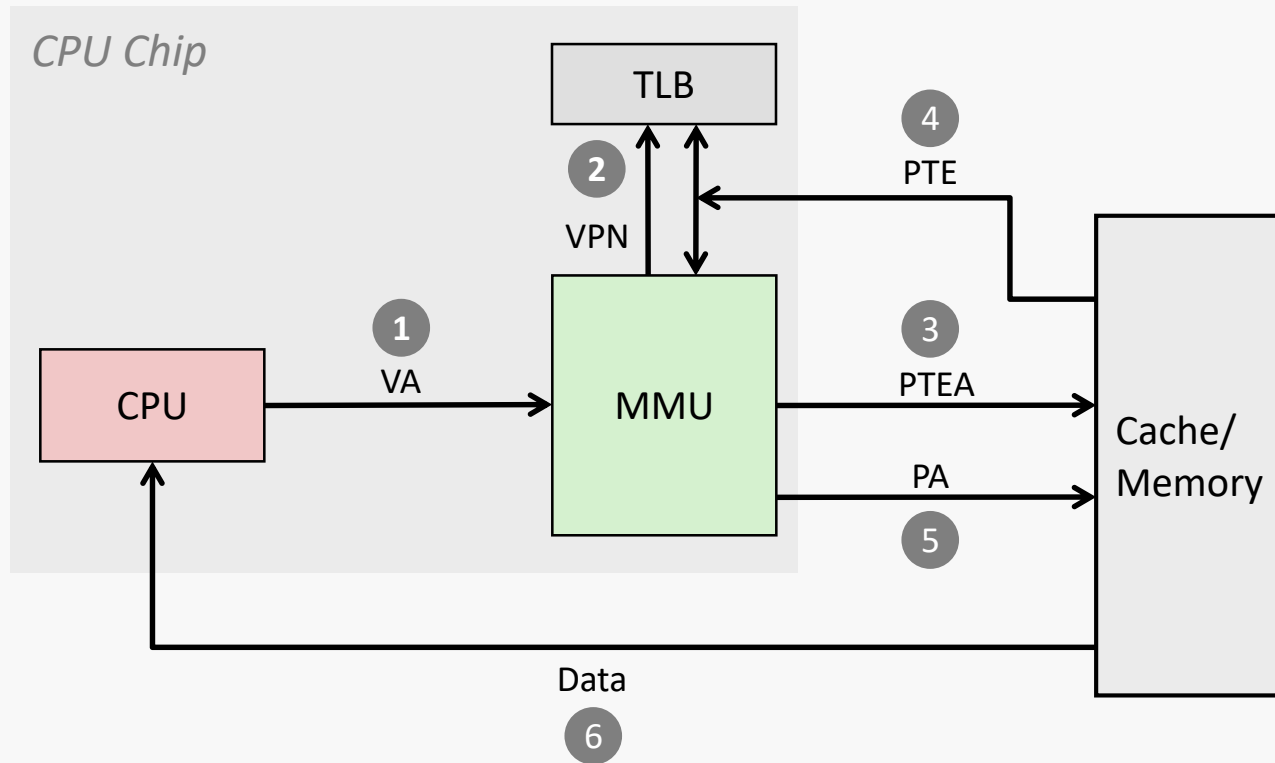 CPU Chip
TLB
4
PTE
2
VPN
1
VA
3
PTEA
CPU
MMU
Cache/
Memory
PA
5
Data
6